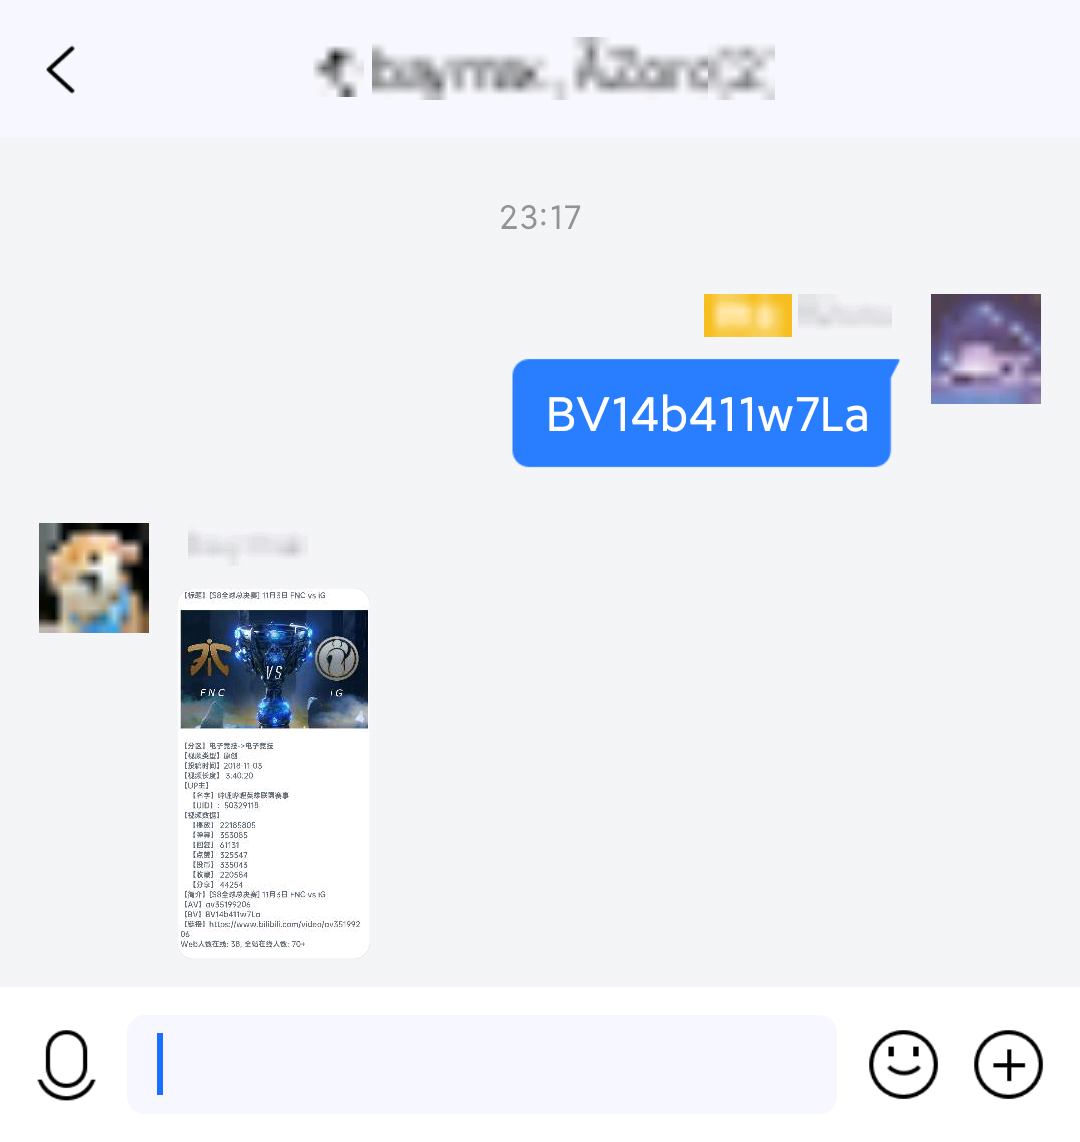 23:17
BV14b411w7La
【标题】[S8全球总决赛] 11月3日 FNC vs iG
VS
FNC
iG
【分区】电子竞技->电子竞技
【视频类型】原创
【投稿时间】2018-11-03
【视频长度】 3:40:20
【UP主】
【名字】哔哩哔哩英雄联盟赛事
【UID】: 50329118
【视频数据】
【播放】 22185805
【弹幕】 353085
【回复】 61131
【点赞】 325547
【投币】 335043
【收藏】 220584
【分享】 44254
【简介】[S8全球总决赛] 11月3日 FNC vs iG
【AV】av35199206
【BV】BV14b411w7La
【链接】https://www.bilibili.com/video/av351992
06
Web人数在线: 38, 全站在线人数: 70+